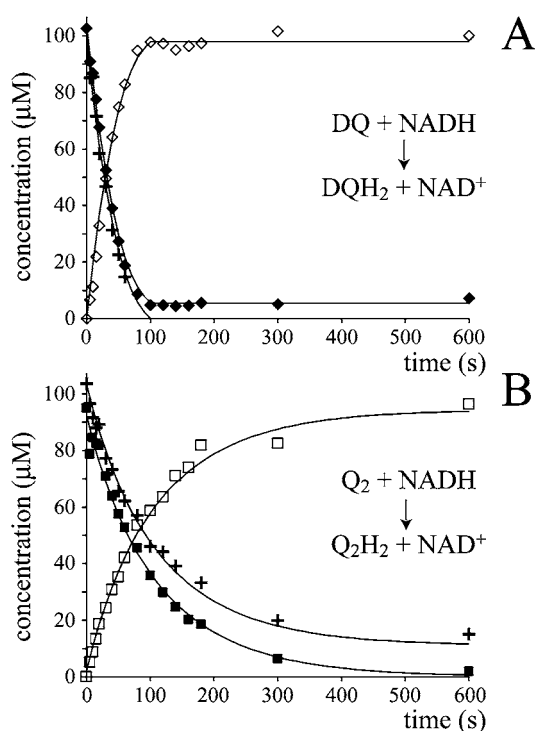 A
100
80
60
40
20
0
concentration (µM)
DQ + NADH
DQH₂ + NAD⁺
0 100 200 300 400 500 600
time (s)
B
100
80
60
40
20
0
concentration (µM)
Q₂ + NADH
Q₂H₂ + NAD⁺
0 100 200 300 400 500 600
time (s)